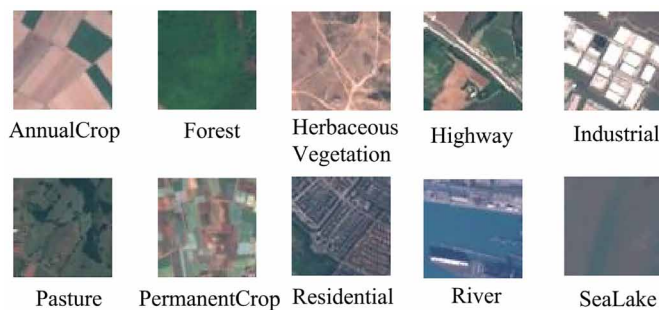 AnnualCrop
Forest
Herbaceous
Vegetation
Highway
Industrial
Pasture
PermanentCrop
Residential
River
SeaLake